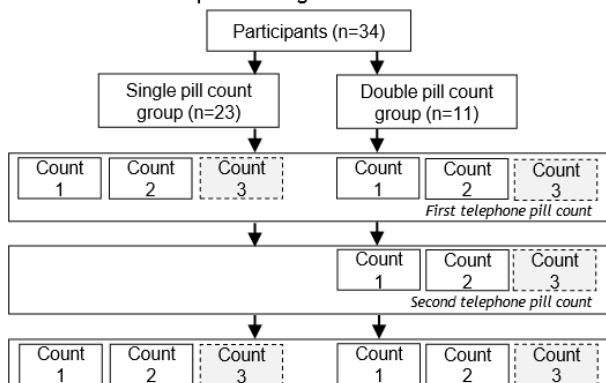 Participants (n=34)
Single pill count
group (n=23)
Double pill count
group (n=11)
Count
1
Count
2
Count
3
Count
1
Count
2
Count
3
First telephone pill count
Count
1
Count
2
Count
3
Second telephone pill count
Count
1
Count
2
Count
3
Count
1
Count
2
Count
3